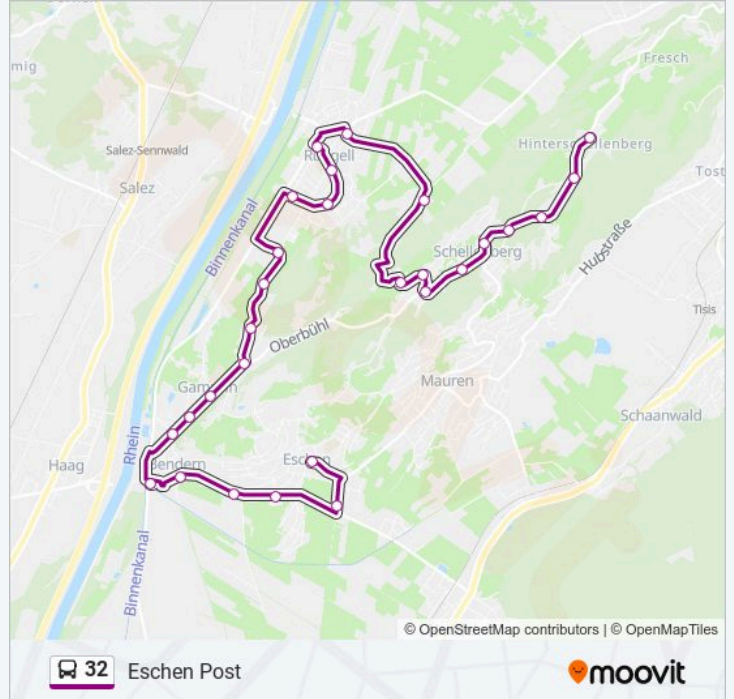 Fresch
mig
Salez-Sennwald
Hinterschellenberg
Ruggell
Tost
Salez
Binnenkanal
Hubstraße
Schellenberg
Tisis
Oberbühl
Gamprin
Mauren
Schaanwald
Rhein
Haag
Bendern
Eschen
Binnenkanal
© OpenStreetMap contributors | © OpenMapTiles
32 Eschen Post
moovit